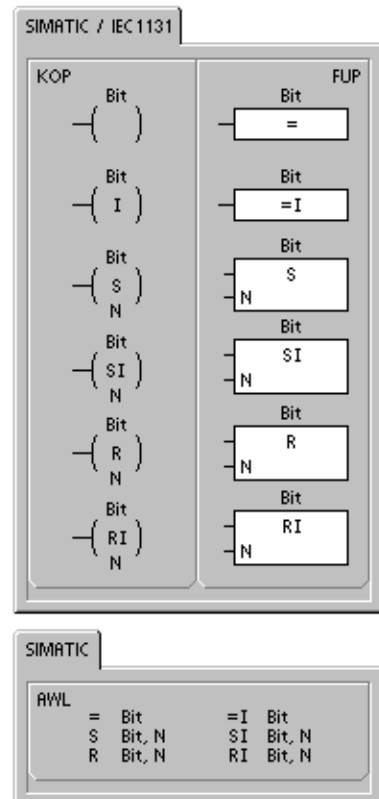 SIMATIC / IEC1131
KOP
FUP
Bit
( )
Bit
=
Bit
( I )
Bit
=I
Bit
( S )
N
Bit
S
N
Bit
( SI )
N
Bit
SI
N
Bit
( R )
N
Bit
R
N
Bit
( RI )
N
Bit
RI
N
SIMATIC
AWL
= Bit =I Bit
S Bit, N SI Bit, N
R Bit, N RI Bit, N